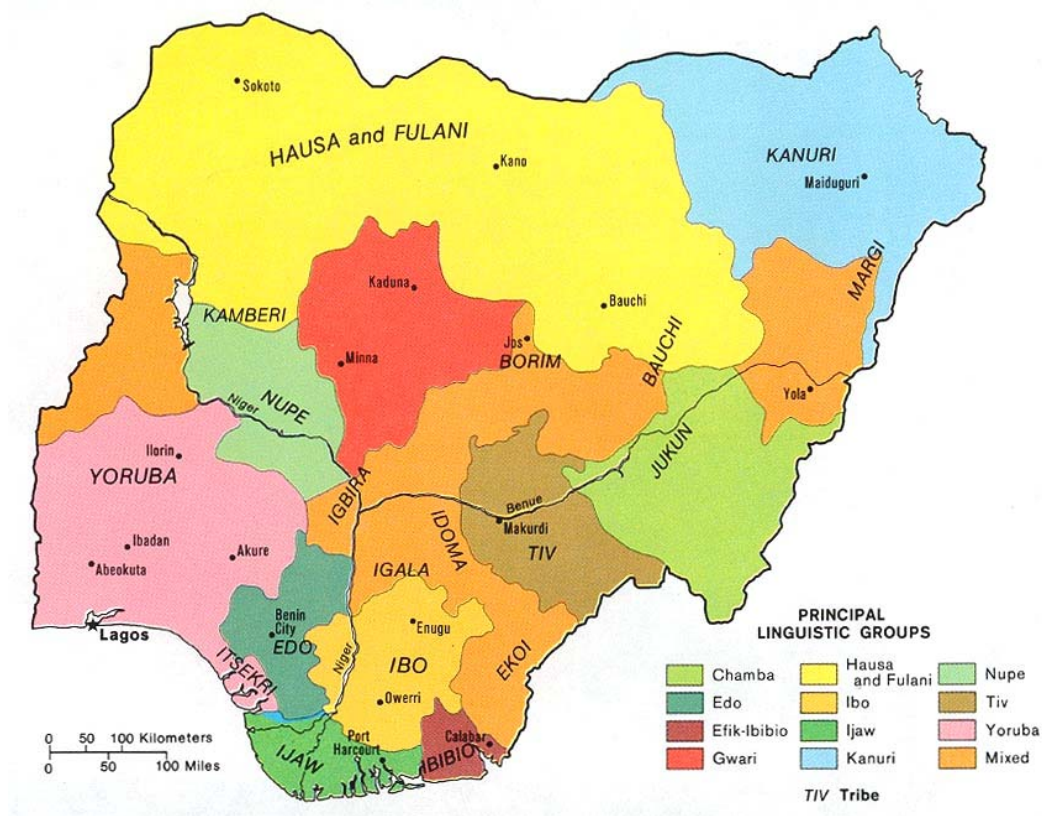 Sokoto
HAUSA and FULANI
Kano
KANURI
Maiduguri
MARGI
Kaduna
Bauchi
KAMBERI
Jos
BORIM
BAUCHI
Minna
Yola
Niger
NUPE
Ilorin
YORUBA
JUKUN
IGBIRA
Benue
Makurdi
IDOMA
TIV
Ibadan
Abeokuta
Akure
IGALA
Lagos
Benin
City
EDO
Enugu
ITSEKRI
Niger
IBO
EKOI
Owerri
Port
Harcourt
IJAW
Calabar
IBIBIO
0 50 100 Kilometers
0 50 100 Miles
PRINCIPAL
LINGUISTIC GROUPS
Chamba
Edo
Efik-Ibibio
Gwari
Hausa
and Fulani
Ibo
Ijaw
Kanuri
Nupe
Tiv
Yoruba
Mixed
TIV Tribe